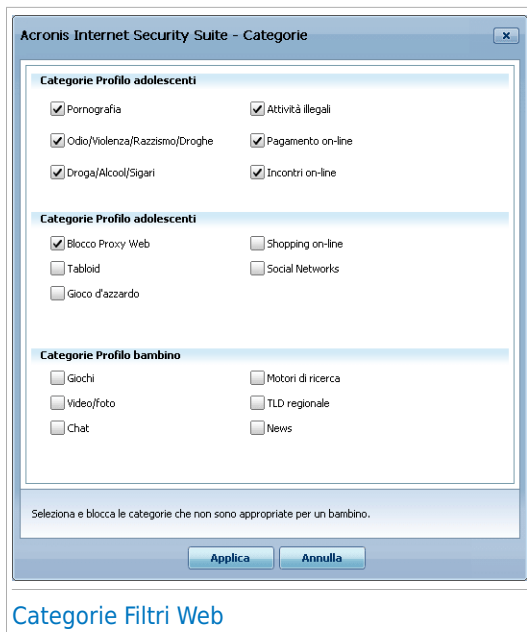 Acronis Internet Security Suite - Categorie
Categorie Profilo adolescenti
Pornografia
Attività illegali
Odio/Violenza/Razzismo/Droghe
Pagamento on-line
Droga/Alcool/Sigari
Incontri on-line
Categorie Profilo adolescenti
Blocco Proxy Web
Shopping on-line
Tabloid
Social Networks
Gioco d'azzardo
Categorie Profilo bambino
Giochi
Motori di ricerca
Video/foto
TLD regionale
Chat
News
Seleziona e blocca le categorie che non sono appropriate per un bambino.
Applica
Annulla
Categorie Filtri Web